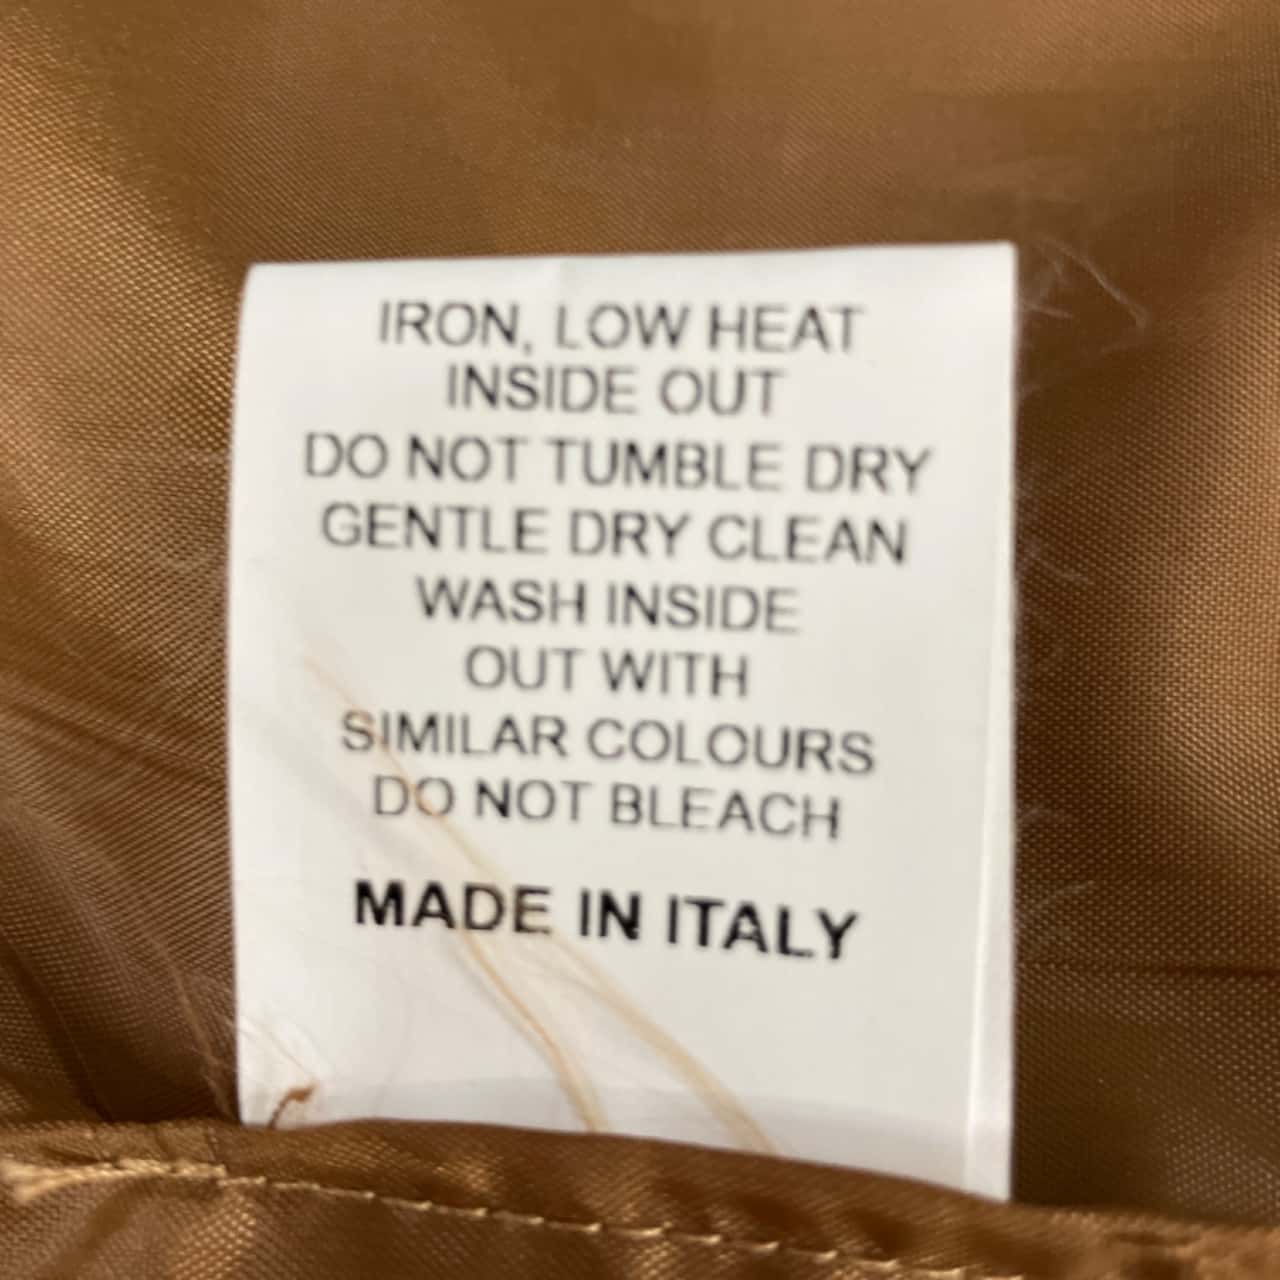 IRON, LOW HEAT
INSIDE OUT
DO NOT TUMBLE DRY
GENTLE DRY CLEAN
WASH INSIDE
OUT WITH
SIMILAR COLOURS
DO NOT BLEACH
MADE IN ITALY